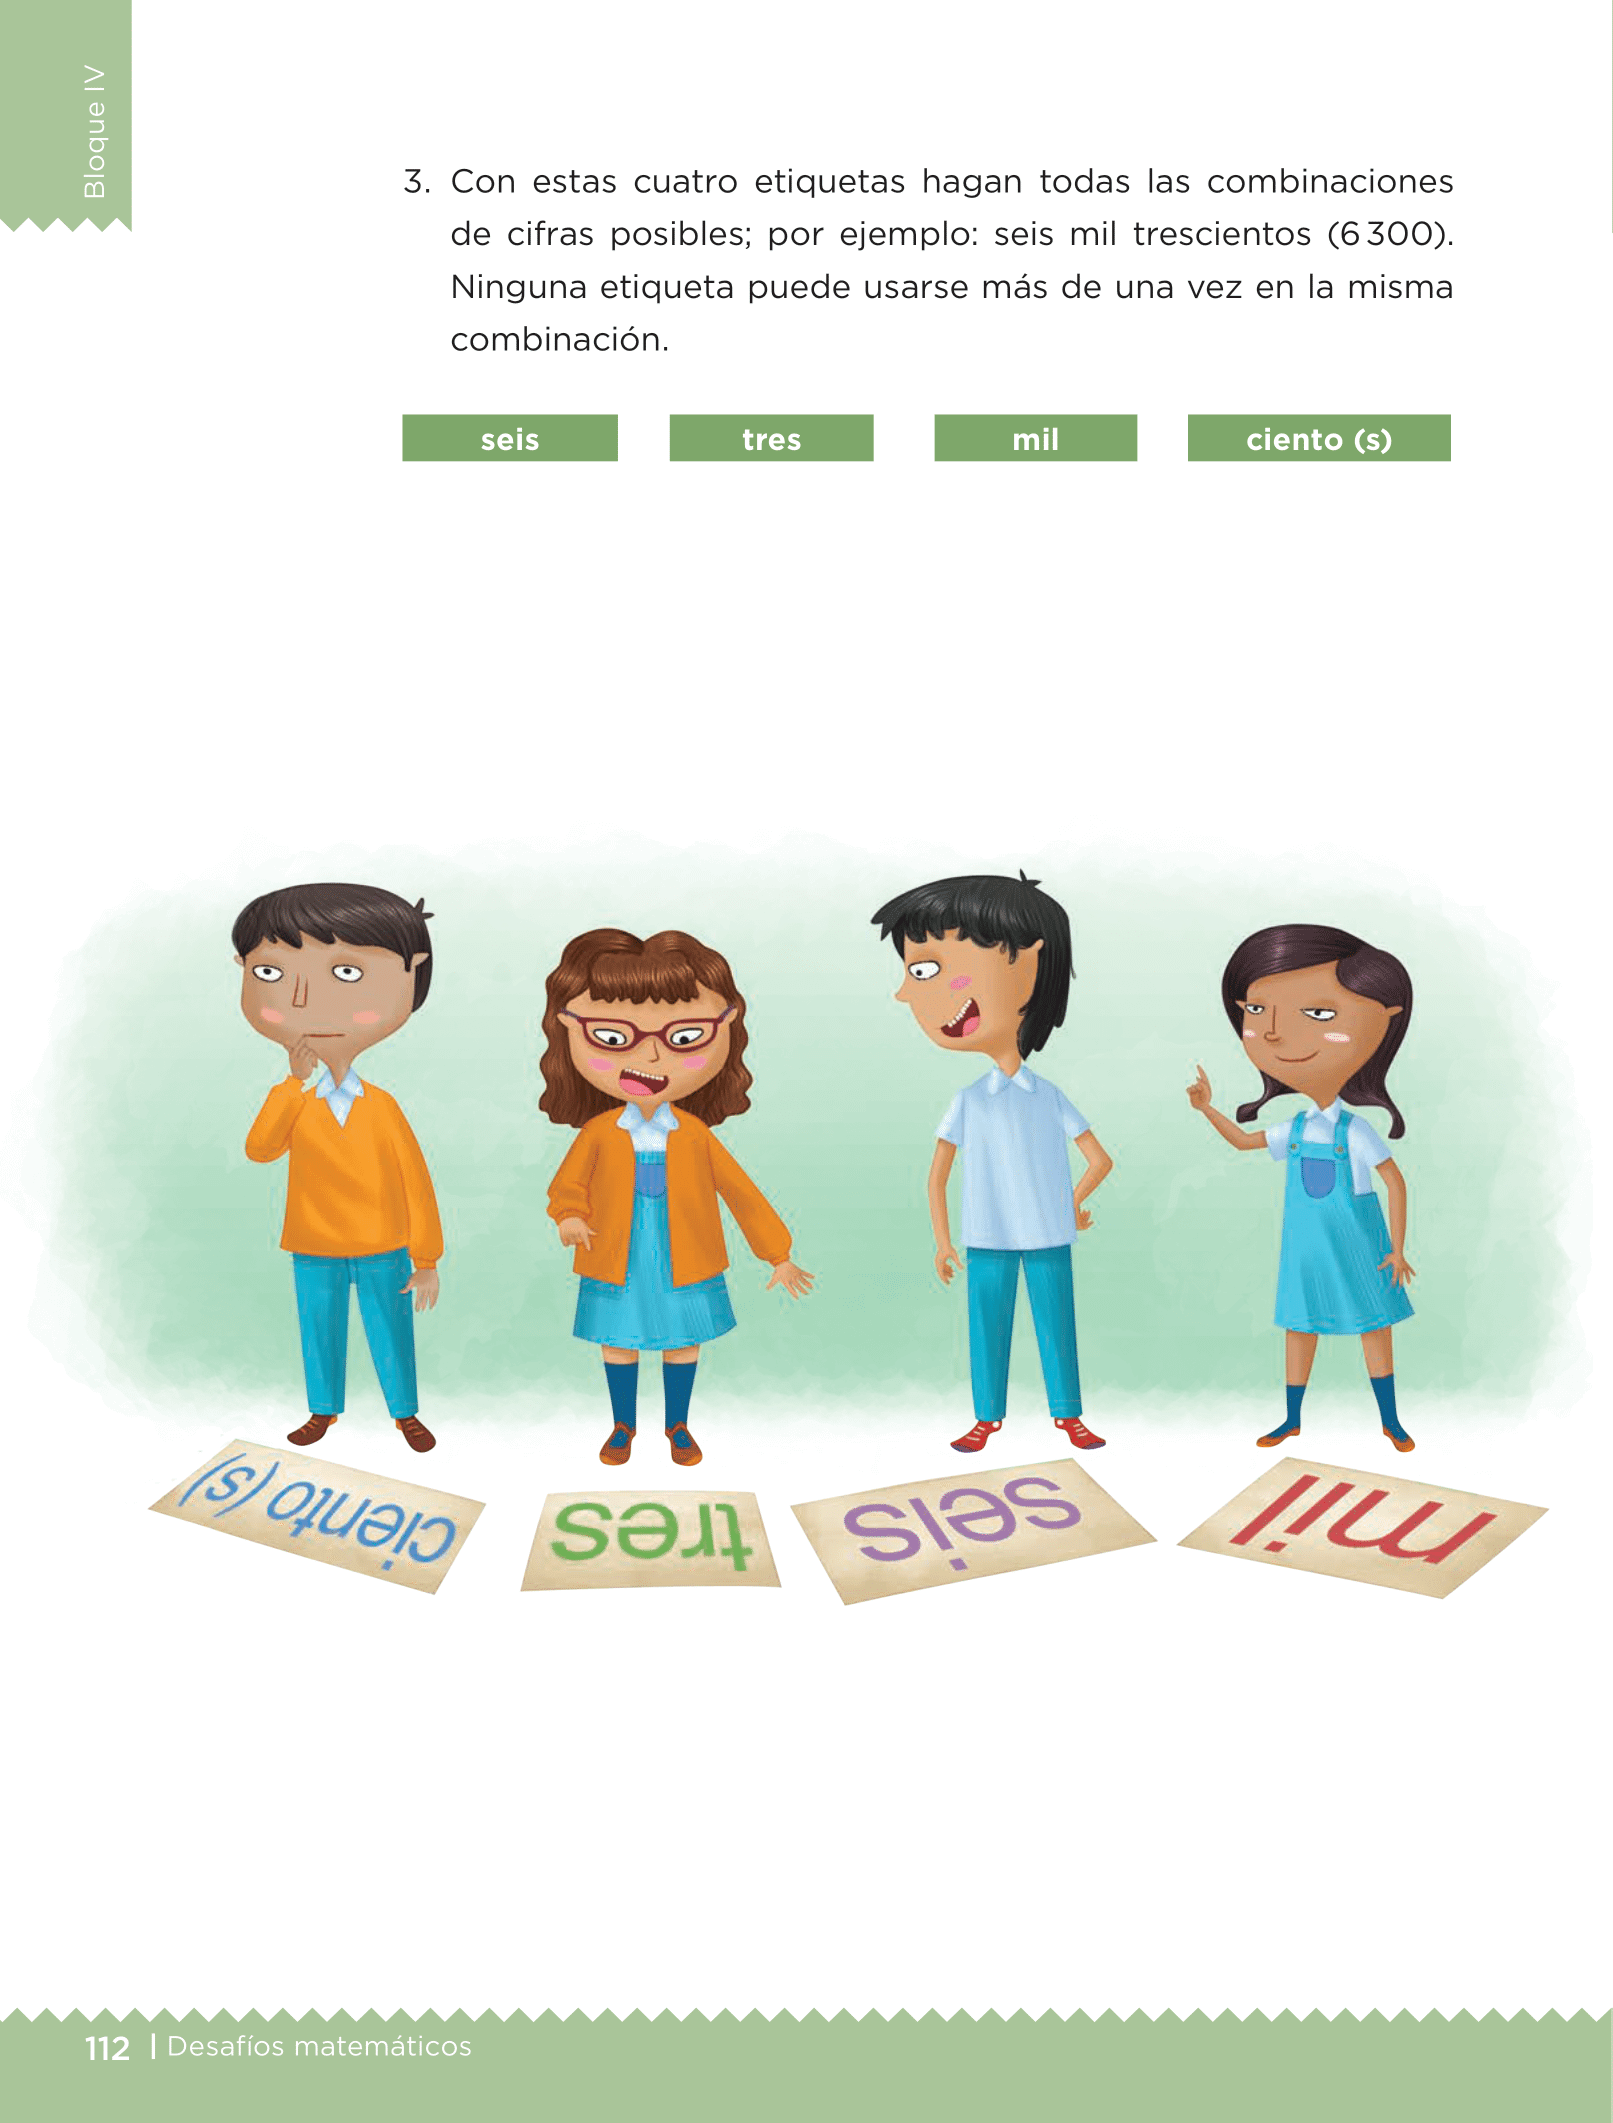 Bloque IV
3. Con estas cuatro etiquetas hagan todas las combinaciones
de cifras posibles; por ejemplo: seis mil trescientos (6 300).
Ninguna etiqueta puede usarse más de una vez en la misma
combinación.
seis tres mil ciento (s)
ciento (s) tres seis mil
112 | Desafíos matemáticos